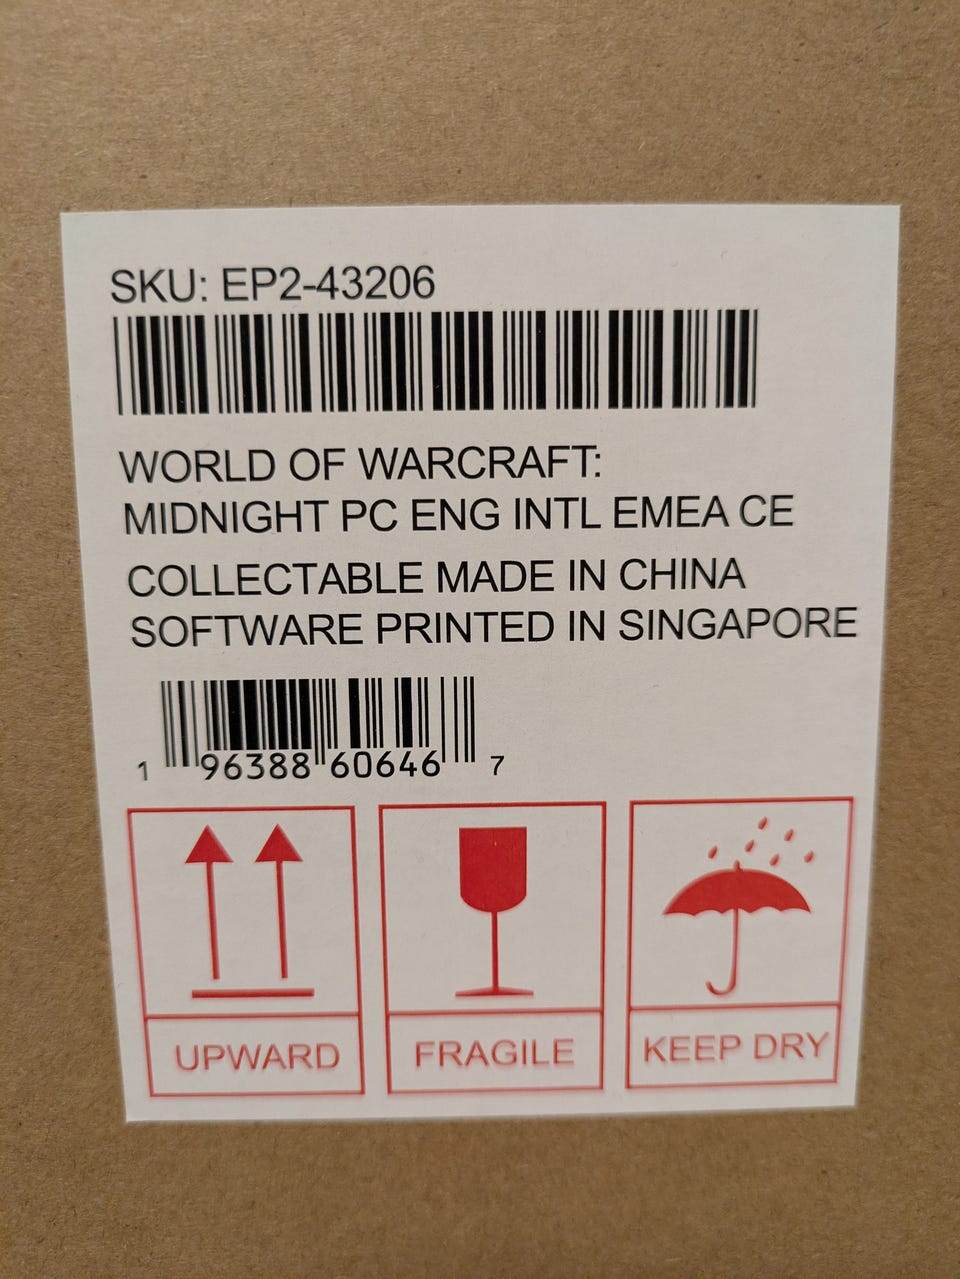 SKU: EP2-43206
WORLD OF WARCRAFT:
MIDNIGHT PC ENG INTL EMEA CE
COLLECTABLE MADE IN CHINA
SOFTWARE PRINTED IN SINGAPORE
1 96388 60646 7
UPWARD FRAGILE KEEP DRY